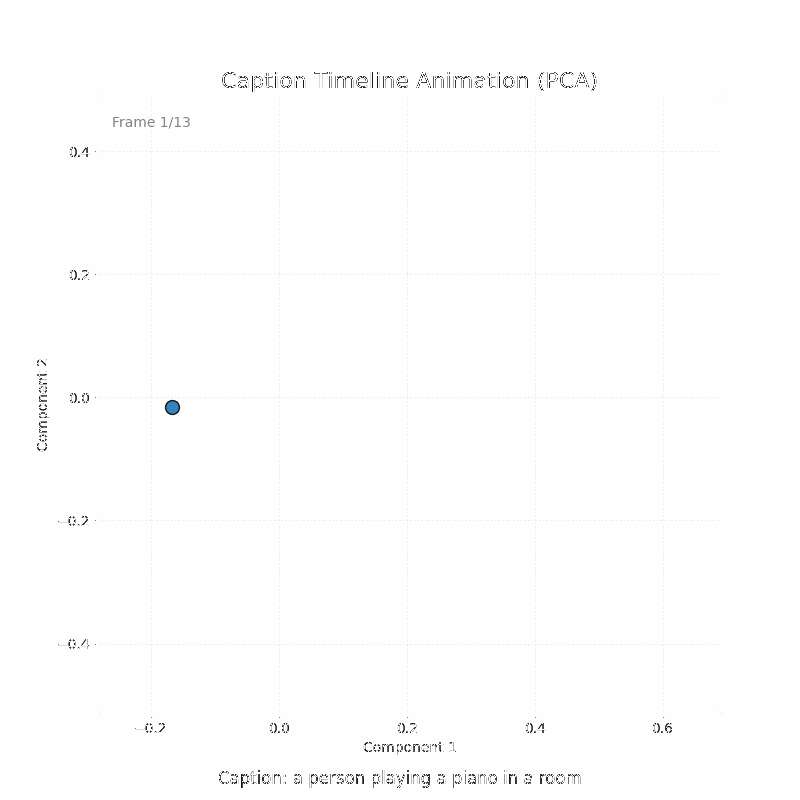 Caption Timeline Animation (PCA)
Frame 1/13
0.4
0.2
0.0
−0.2
−0.4
Component 2
−0.2 0.0 0.2 0.4 0.6
Component 1
Caption: a person playing a piano in a room